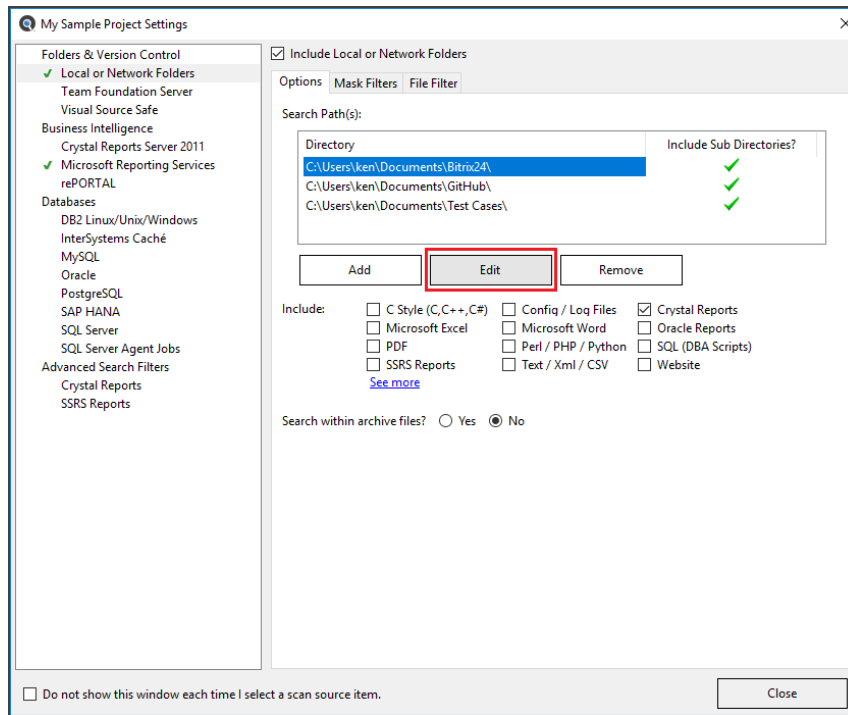 My Sample Project Settings
Folders & Version Control
Local or Network Folders
Team Foundation Server
Visual Source Safe
Business Intelligence
Crystal Reports Server 2011
Microsoft Reporting Services
rePORTAL
Databases
DB2 Linux/Unix/Windows
InterSystems Caché
MySQL
Oracle
PostgreSQL
SAP HANA
SQL Server
SQL Server Agent Jobs
Advanced Search Filters
Crystal Reports
SSRS Reports
Include Local or Network Folders
Options Mask Filters File Filter
Search Path(s):
Directory Include Sub Directories?
C:\Users\ken\Documents\Bitrix24\
C:\Users\ken\Documents\GitHub\
C:\Users\ken\Documents\Test Cases\
Add Edit Remove
Include: C Style (C,C++,C#) Config / Log Files Crystal Reports
Microsoft Excel Microsoft Word Oracle Reports
PDF Perl / PHP / Python SQL (DBA Scripts)
SSRS Reports Text / Xml / CSV Website
See more
Search within archive files? Yes No
Do not show this window each time I select a scan source item. Close